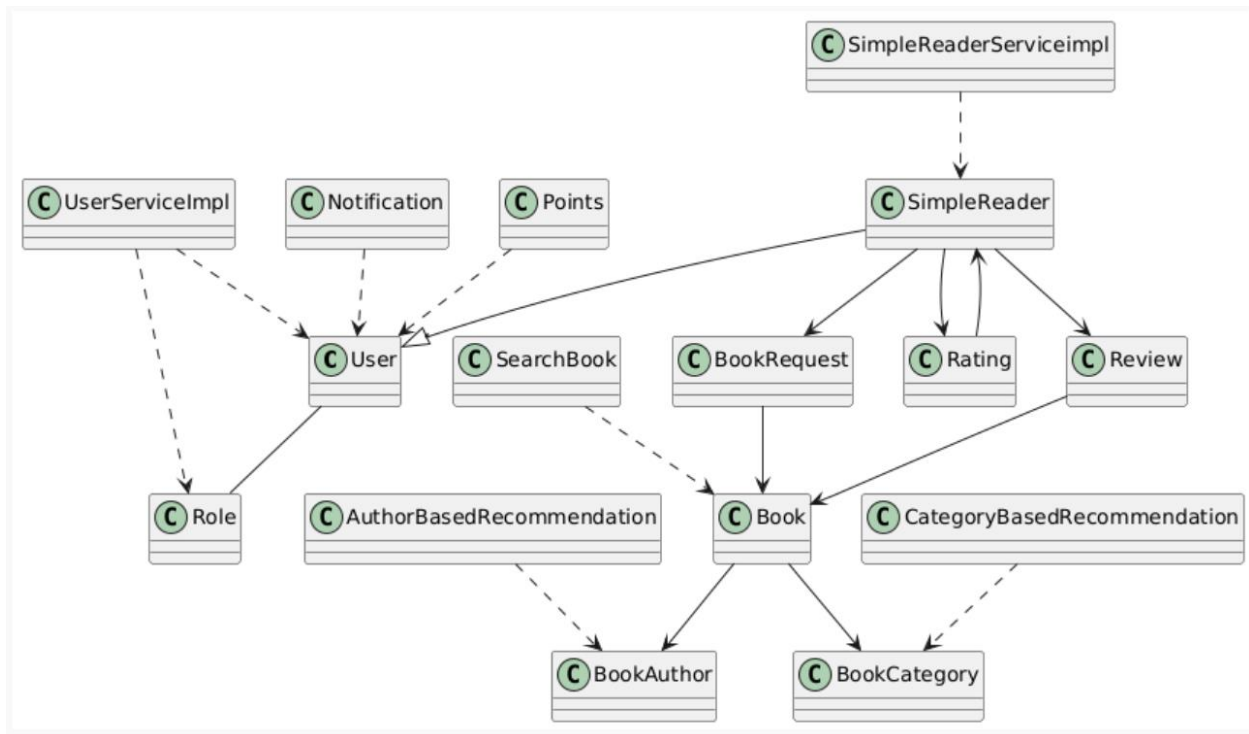 C SimpleReaderServiceimpl
C UserServiceImpl
C Notification
C Points
C SimpleReader
C User
C SearchBook
C BookRequest
C Rating
C Review
C Role
C AuthorBasedRecommendation
C Book
C CategoryBasedRecommendation
C BookAuthor
C BookCategory